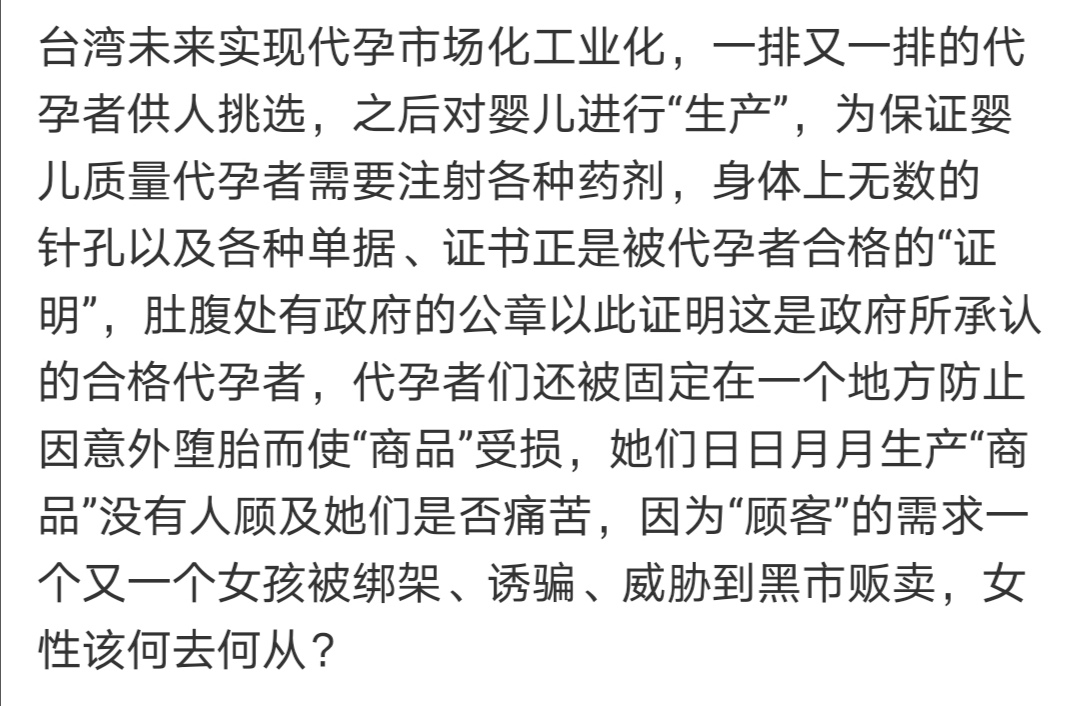 台湾未来实现代孕市场化工业化，一排又一排的代
孕者供人挑选，之后对婴儿进行“生产”，为保证婴
儿质量代孕者需要注射各种药剂，身体上无数的
针孔以及各种单据、证书正是被代孕者合格的“证
明”，肚腹处有政府的公章以此证明这是政府所承认
的合格代孕者，代孕者们还被固定在一个地方防止
因意外堕胎而使“商品”受损，她们日日月月生产“商
品”没有人顾及她们是否痛苦，因为“顾客”的需求一
个又一个女孩被绑架、诱骗、威胁到黑市贩卖，女
性该何去何从？